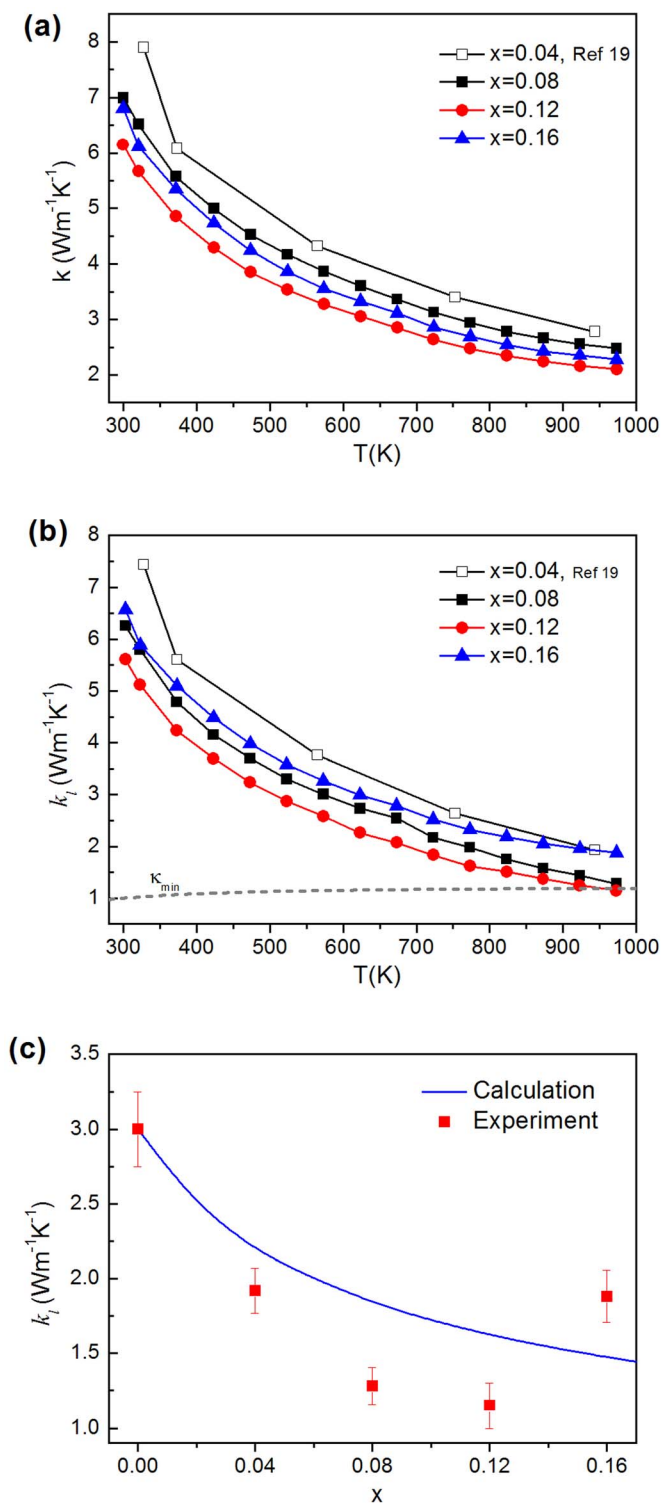 (a)
8
7
6
5
4
3
2
k (Wm⁻¹K⁻¹)
x=0.04, Ref 19
x=0.08
x=0.12
x=0.16
300 400 500 600 700 800 900 1000
T(K)
(b)
8
7
6
5
4
3
2
1
kₗ (Wm⁻¹K⁻¹)
x=0.04, Ref 19
x=0.08
x=0.12
x=0.16
κmin
300 400 500 600 700 800 900 1000
T(K)
(c)
3.5
3.0
2.5
2.0
1.5
1.0
kₗ (Wm⁻¹K⁻¹)
Calculation
Experiment
0.00 0.04 0.08 0.12 0.16
x